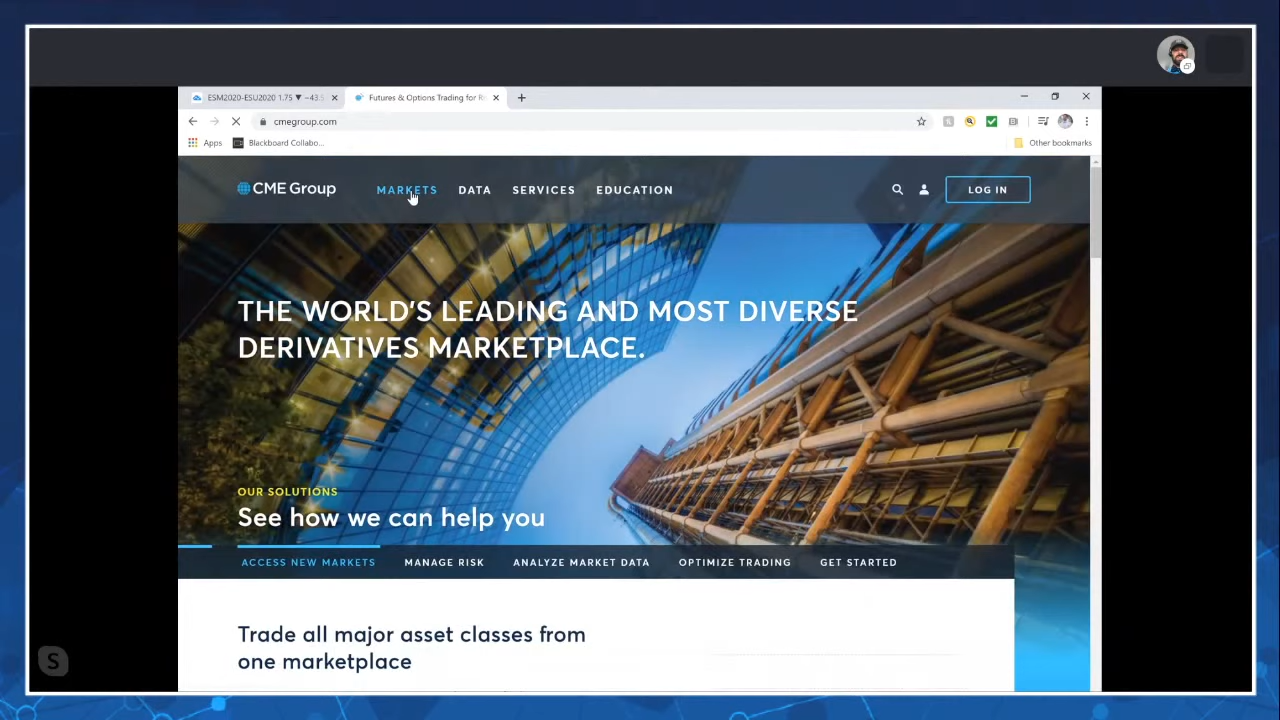 ESM2020-ESU2020 1.75 ▼ −43.5
Futures & Options Trading for R
cmegroup.com
Apps
Blackboard Collabo...
Other bookmarks
CME Group
MARKETS
DATA
SERVICES
EDUCATION
LOG IN
THE WORLD'S LEADING AND MOST DIVERSE
DERIVATIVES MARKETPLACE.
OUR SOLUTIONS
See how we can help you
ACCESS NEW MARKETS
MANAGE RISK
ANALYZE MARKET DATA
OPTIMIZE TRADING
GET STARTED
Trade all major asset classes from
one marketplace
S